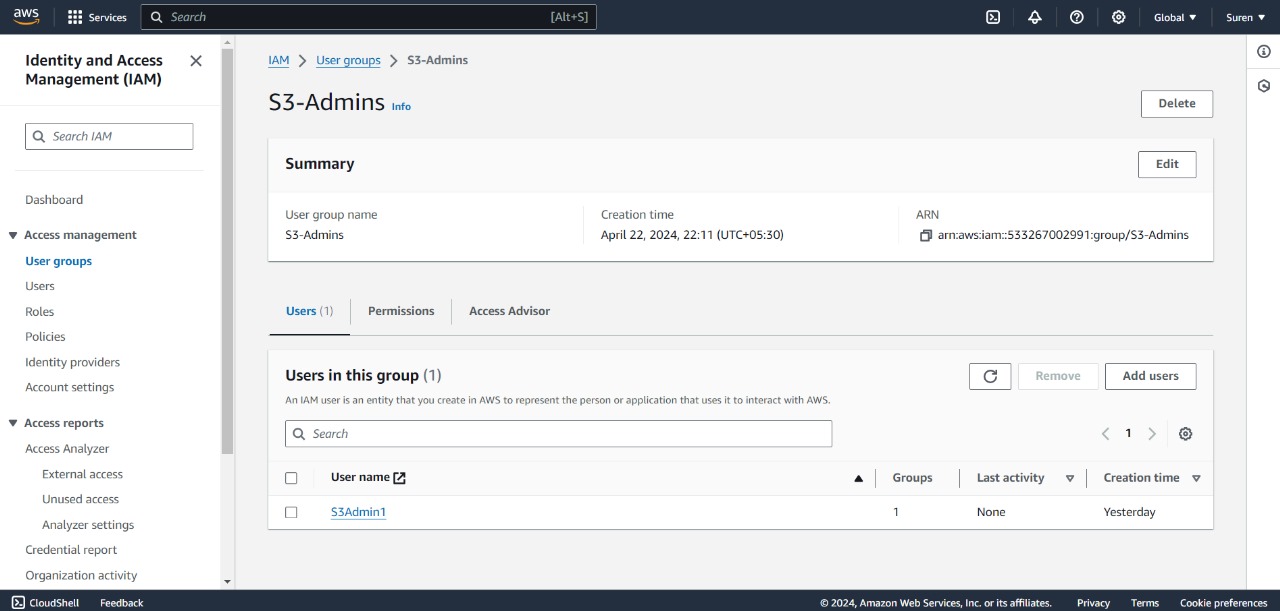 aws Services Search [Alt+S] Global ▼ Suren ▼
Identity and Access
Management (IAM)
Search IAM
Dashboard
Access management
User groups
Users
Roles
Policies
Identity providers
Account settings
Access reports
Access Analyzer
External access
Unused access
Analyzer settings
Credential report
Organization activity
IAM > User groups > S3-Admins
S3-Admins Info
Delete
Summary
Edit
User group name
S3-Admins
Creation time
April 22, 2024, 22:11 (UTC+05:30)
ARN
arn:aws:iam::533267002991:group/S3-Admins
Users (1) Permissions Access Advisor
Users in this group (1)
Remove Add users
An IAM user is an entity that you create in AWS to represent the person or application that uses it to interact with AWS.
Search
1
User name Groups Last activity Creation time
S3Admin1 1 None Yesterday
CloudShell Feedback © 2024, Amazon Web Services, Inc. or its affiliates. Privacy Terms Cookie preferences